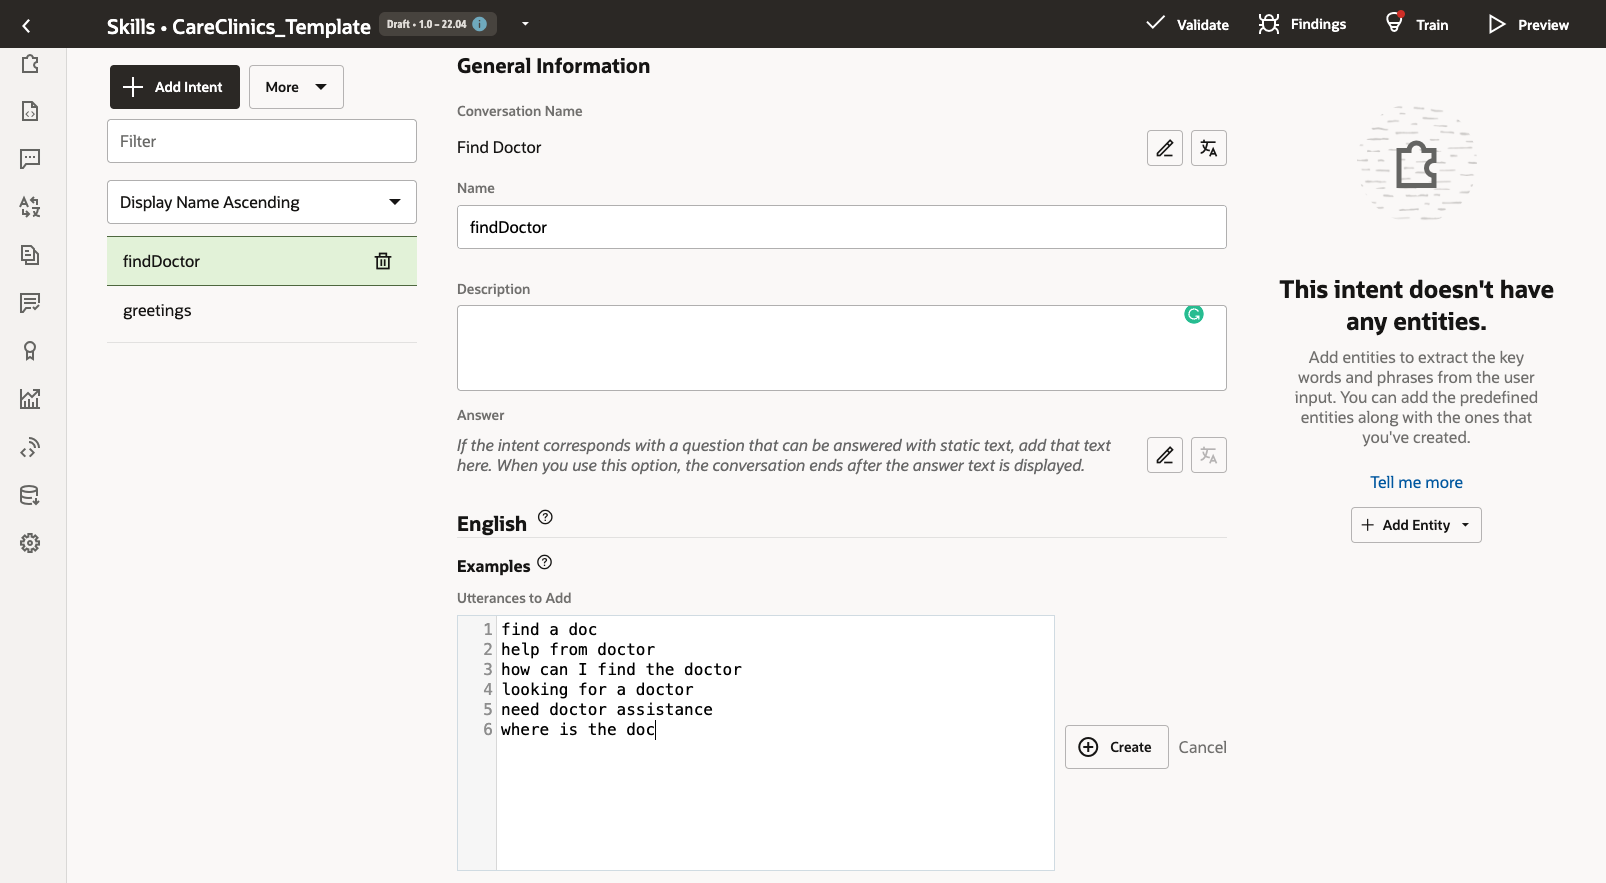 Skills • CareClinics_Template
Draft • 1.0 – 22.04
Validate
Findings
Train
Preview
Add Intent
More
Filter
Display Name Ascending
findDoctor
greetings
General Information
Conversation Name
Find Doctor
Name
findDoctor
Description
Answer
If the intent corresponds with a question that can be answered with static text, add that text
here. When you use this option, the conversation ends after the answer text is displayed.
English
Examples
Utterances to Add
1 find a doc
2 help from doctor
3 how can I find the doctor
4 looking for a doctor
5 need doctor assistance
6 where is the doc
Create
Cancel
This intent doesn't have
any entities.
Add entities to extract the key
words and phrases from the user
input. You can add the predefined
entities along with the ones that
you've created.
Tell me more
Add Entity